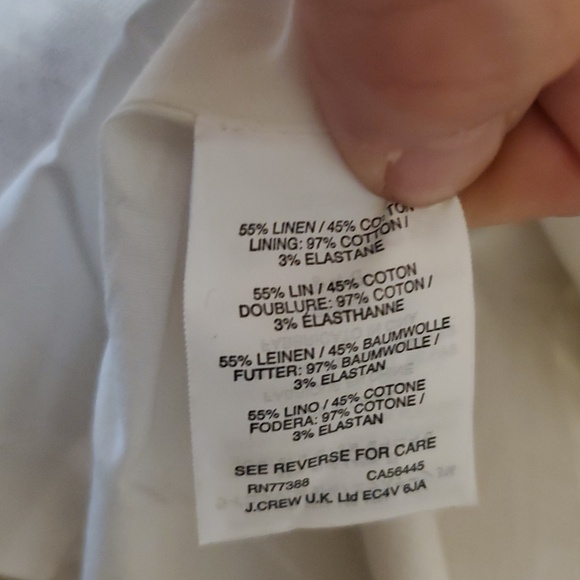 55% LINEN / 45% COTTON
LINING: 97% COTTON /
3% ELASTANE
55% LIN / 45% COTON
DOUBLURE: 97% COTON /
3% ÉLASTHANNE
55% LEINEN / 45% BAUMWOLLE
FUTTER: 97% BAUMWOLLE /
3% ELASTAN
55% LINO / 45% COTONE
FODERA: 97% COTONE /
3% ELASTAN
SEE REVERSE FOR CARE
RN77388 CA56445
J.CREW U.K. Ltd EC4V 6JA